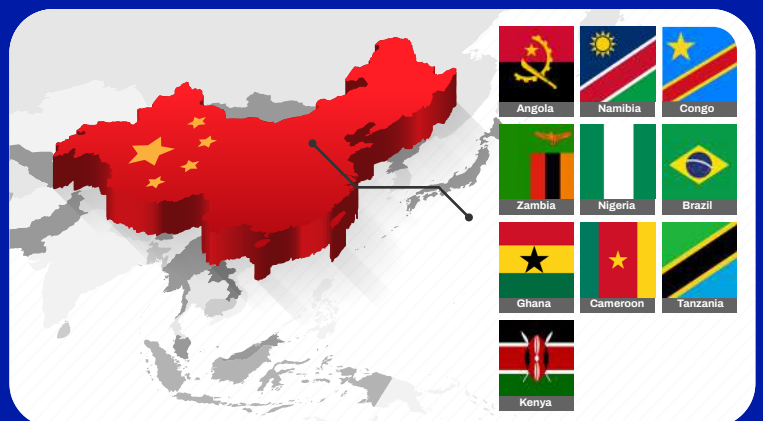 Angola
Namibia
Congo
Zambia
Nigeria
Brazil
Ghana
Cameroon
Tanzania
Kenya